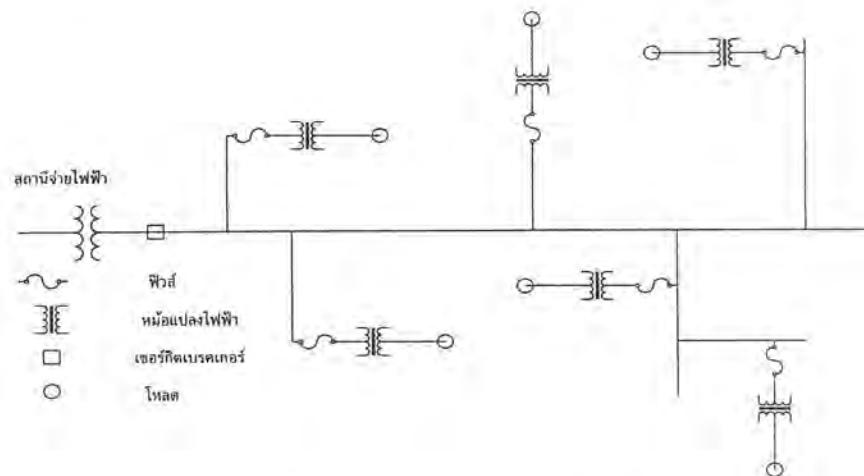 สถานีจ่ายไฟฟ้า
ฟิวส์
หม้อแปลงไฟฟ้า
เซอร์กิตเบรคเกอร์
โหลด